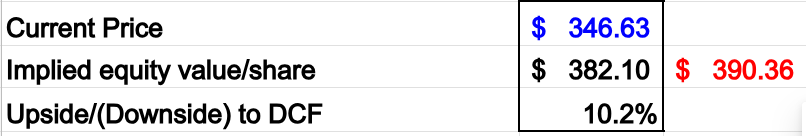 Current Price $ 346.63
Implied equity value/share $ 382.10 $ 390.36
Upside/(Downside) to DCF 10.2%